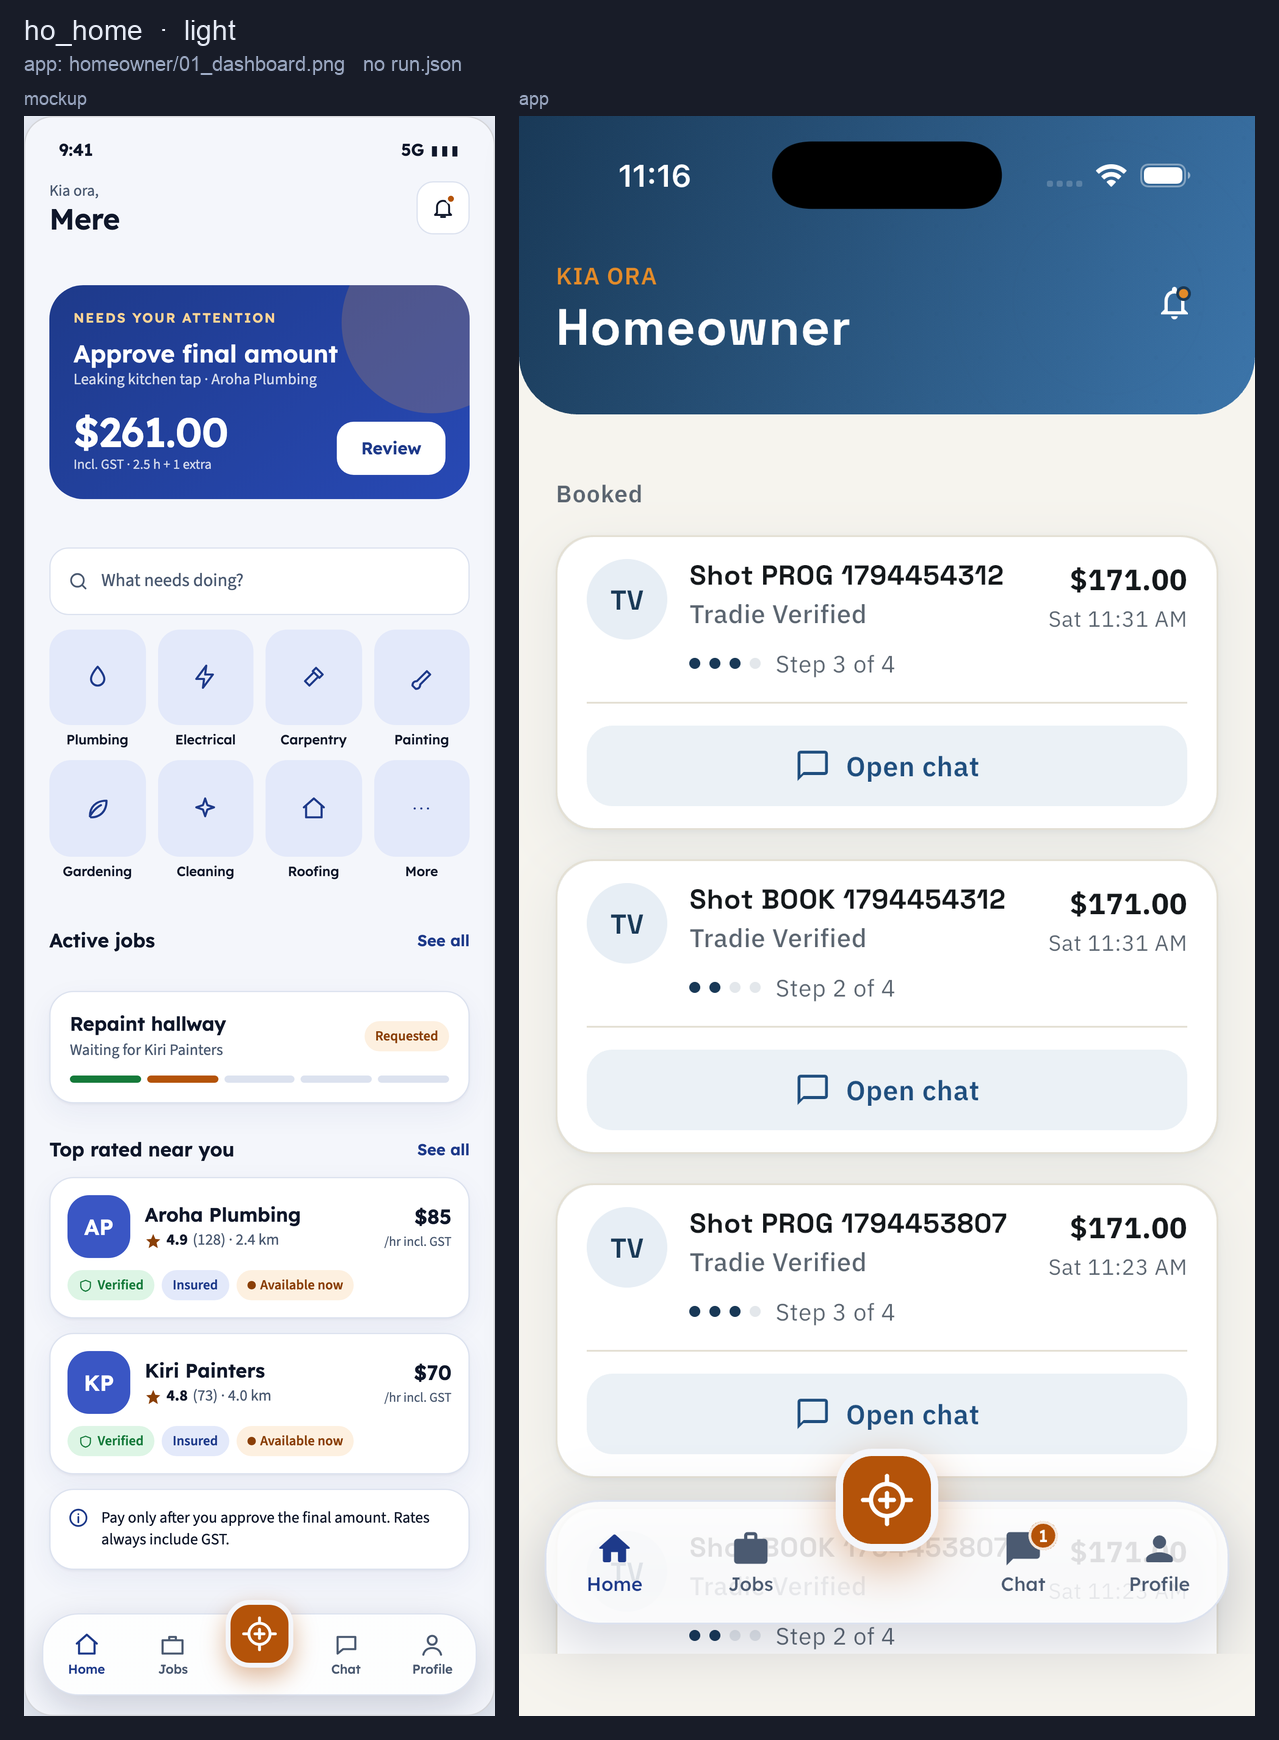 ho_home · light
app: homeowner/01_dashboard.png no run.json
mockup
9:41
5G
Kia ora,
Mere
NEEDS YOUR ATTENTION
Approve final amount
Leaking kitchen tap · Aroha Plumbing
$261.00
Incl. GST · 2.5 h + 1 extra
Review
What needs doing?
Plumbing
Electrical
Carpentry
Painting
Gardening
Cleaning
Roofing
More
Active jobs
See all
Repaint hallway
Waiting for Kiri Painters
Requested
Top rated near you
See all
AP
Aroha Plumbing
4.9 (128) · 2.4 km
$85
/hr incl. GST
Verified
Insured
Available now
KP
Kiri Painters
4.8 (73) · 4.0 km
$70
/hr incl. GST
Verified
Insured
Available now
Pay only after you approve the final amount. Rates
always include GST.
Home
Jobs
Chat
Profile
app
11:16
KIA ORA
Homeowner
Booked
TV
Shot PROG 1794454312
Tradie Verified
$171.00
Sat 11:31 AM
Step 3 of 4
Open chat
TV
Shot BOOK 1794454312
Tradie Verified
$171.00
Sat 11:31 AM
Step 2 of 4
Open chat
TV
Shot PROG 1794453807
Tradie Verified
$171.00
Sat 11:23 AM
Step 3 of 4
Open chat
Tradie Verified
Step 2 of 4
Home
Jobs
Chat
1
Profile